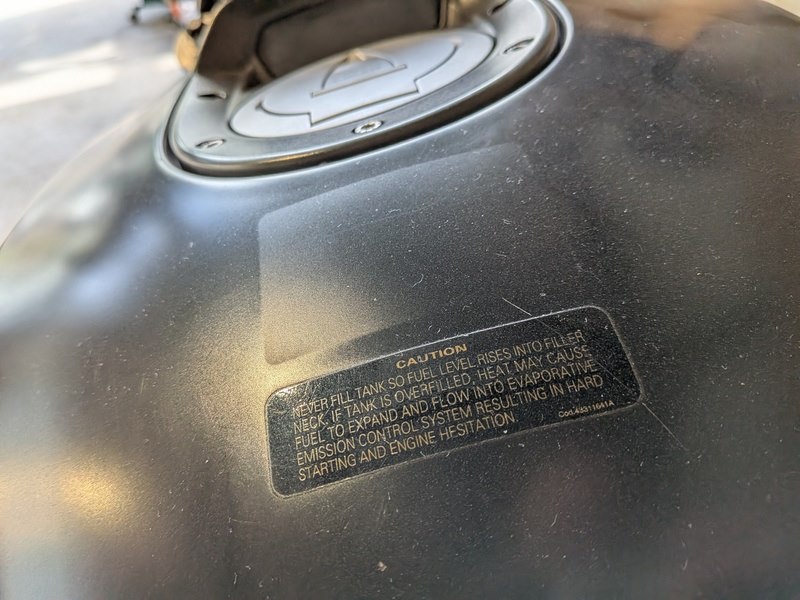 CAUTION
NEVER FILL TANK SO FUEL LEVEL RISES INTO FILLER
NECK. IF TANK IS OVERFILLED, HEAT MAY CAUSE
FUEL TO EXPAND AND FLOW INTO EVAPORATIVE
EMISSION CONTROL SYSTEM RESULTING IN HARD
STARTING AND ENGINE HESITATION